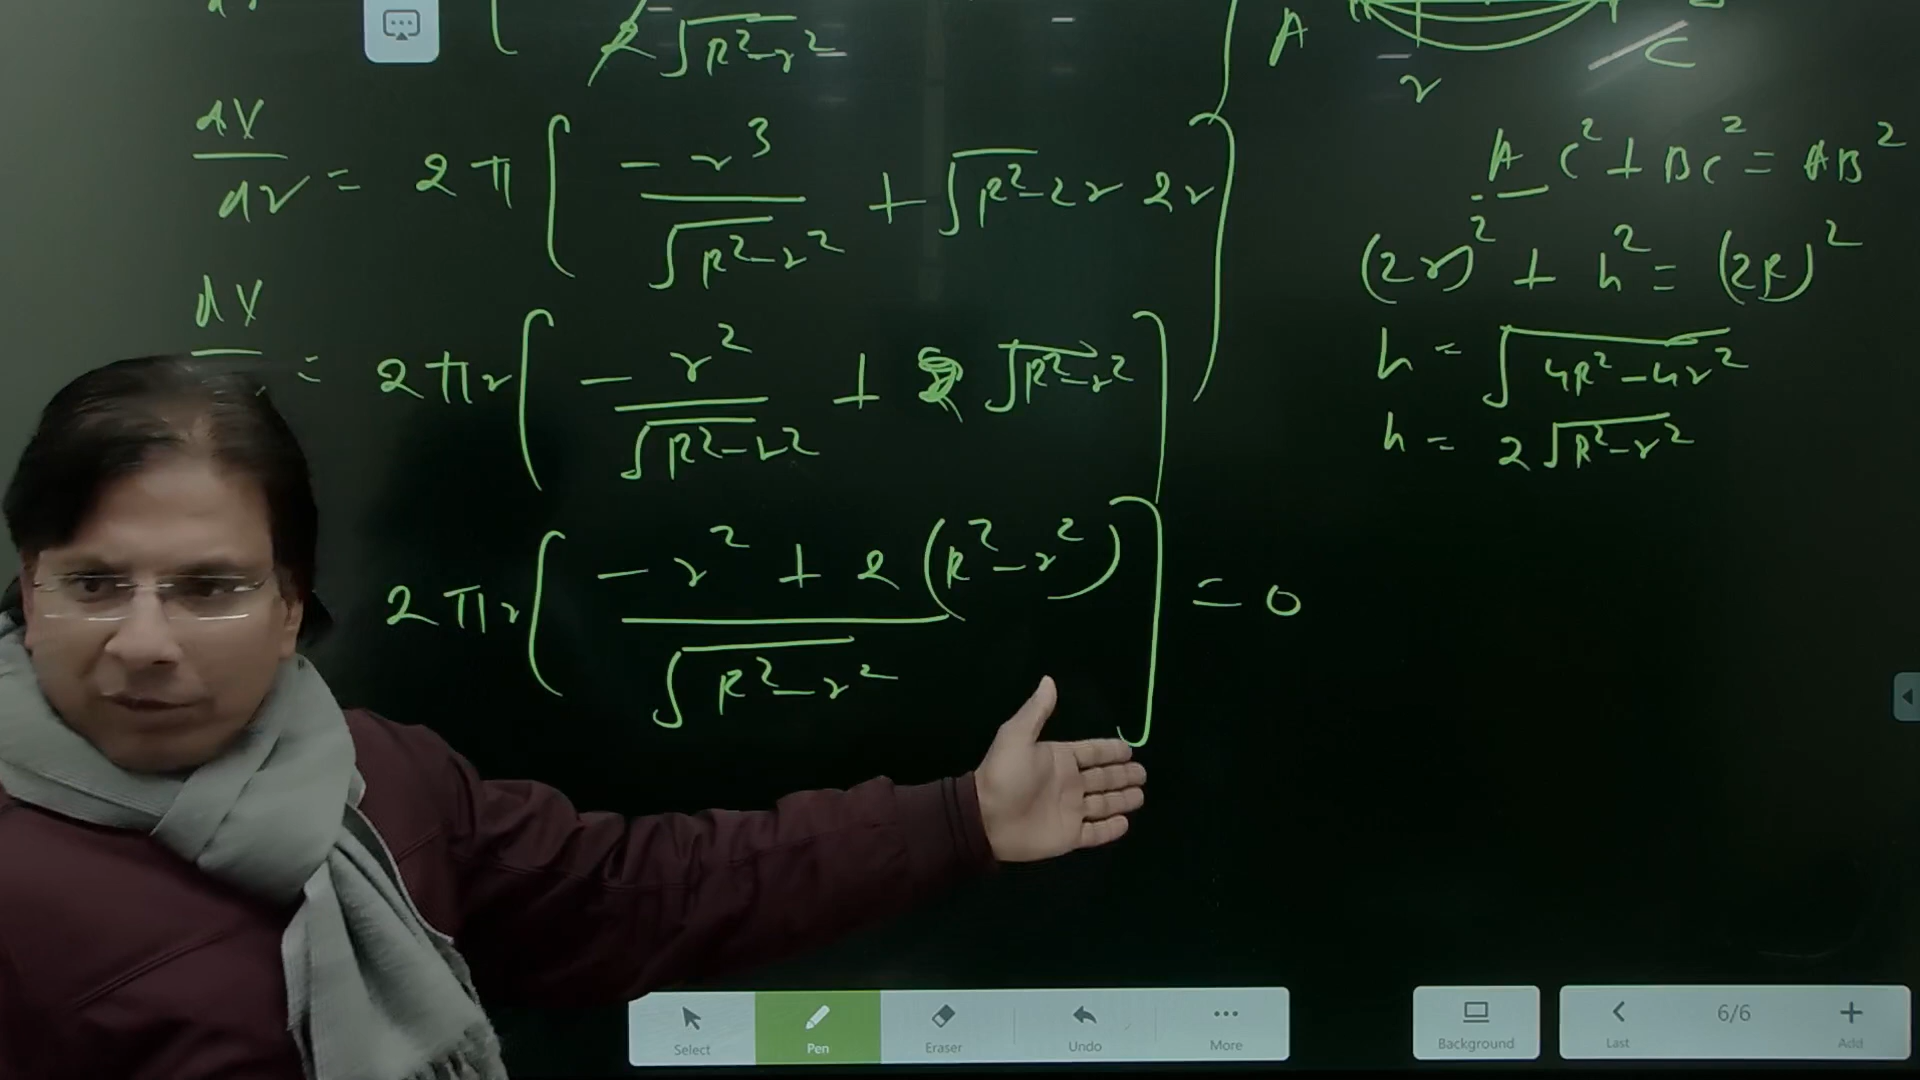 2√R²-r²
A
C
r
dV/dr = 2π[-r³/√R²-r² + √R²-2r 2r]
AC² + BC² = AB²
(2r)² + h² = (2R)²
dV = 2πr[-r²/√R²-r² + 2√R²-r²]
h = √4R²-4r²
h = 2√R²-r²
2πr[-r² + 2(R²-r²)/√R²-r²] = 0
Select Pen Eraser Undo More Background Last 6/6 Add